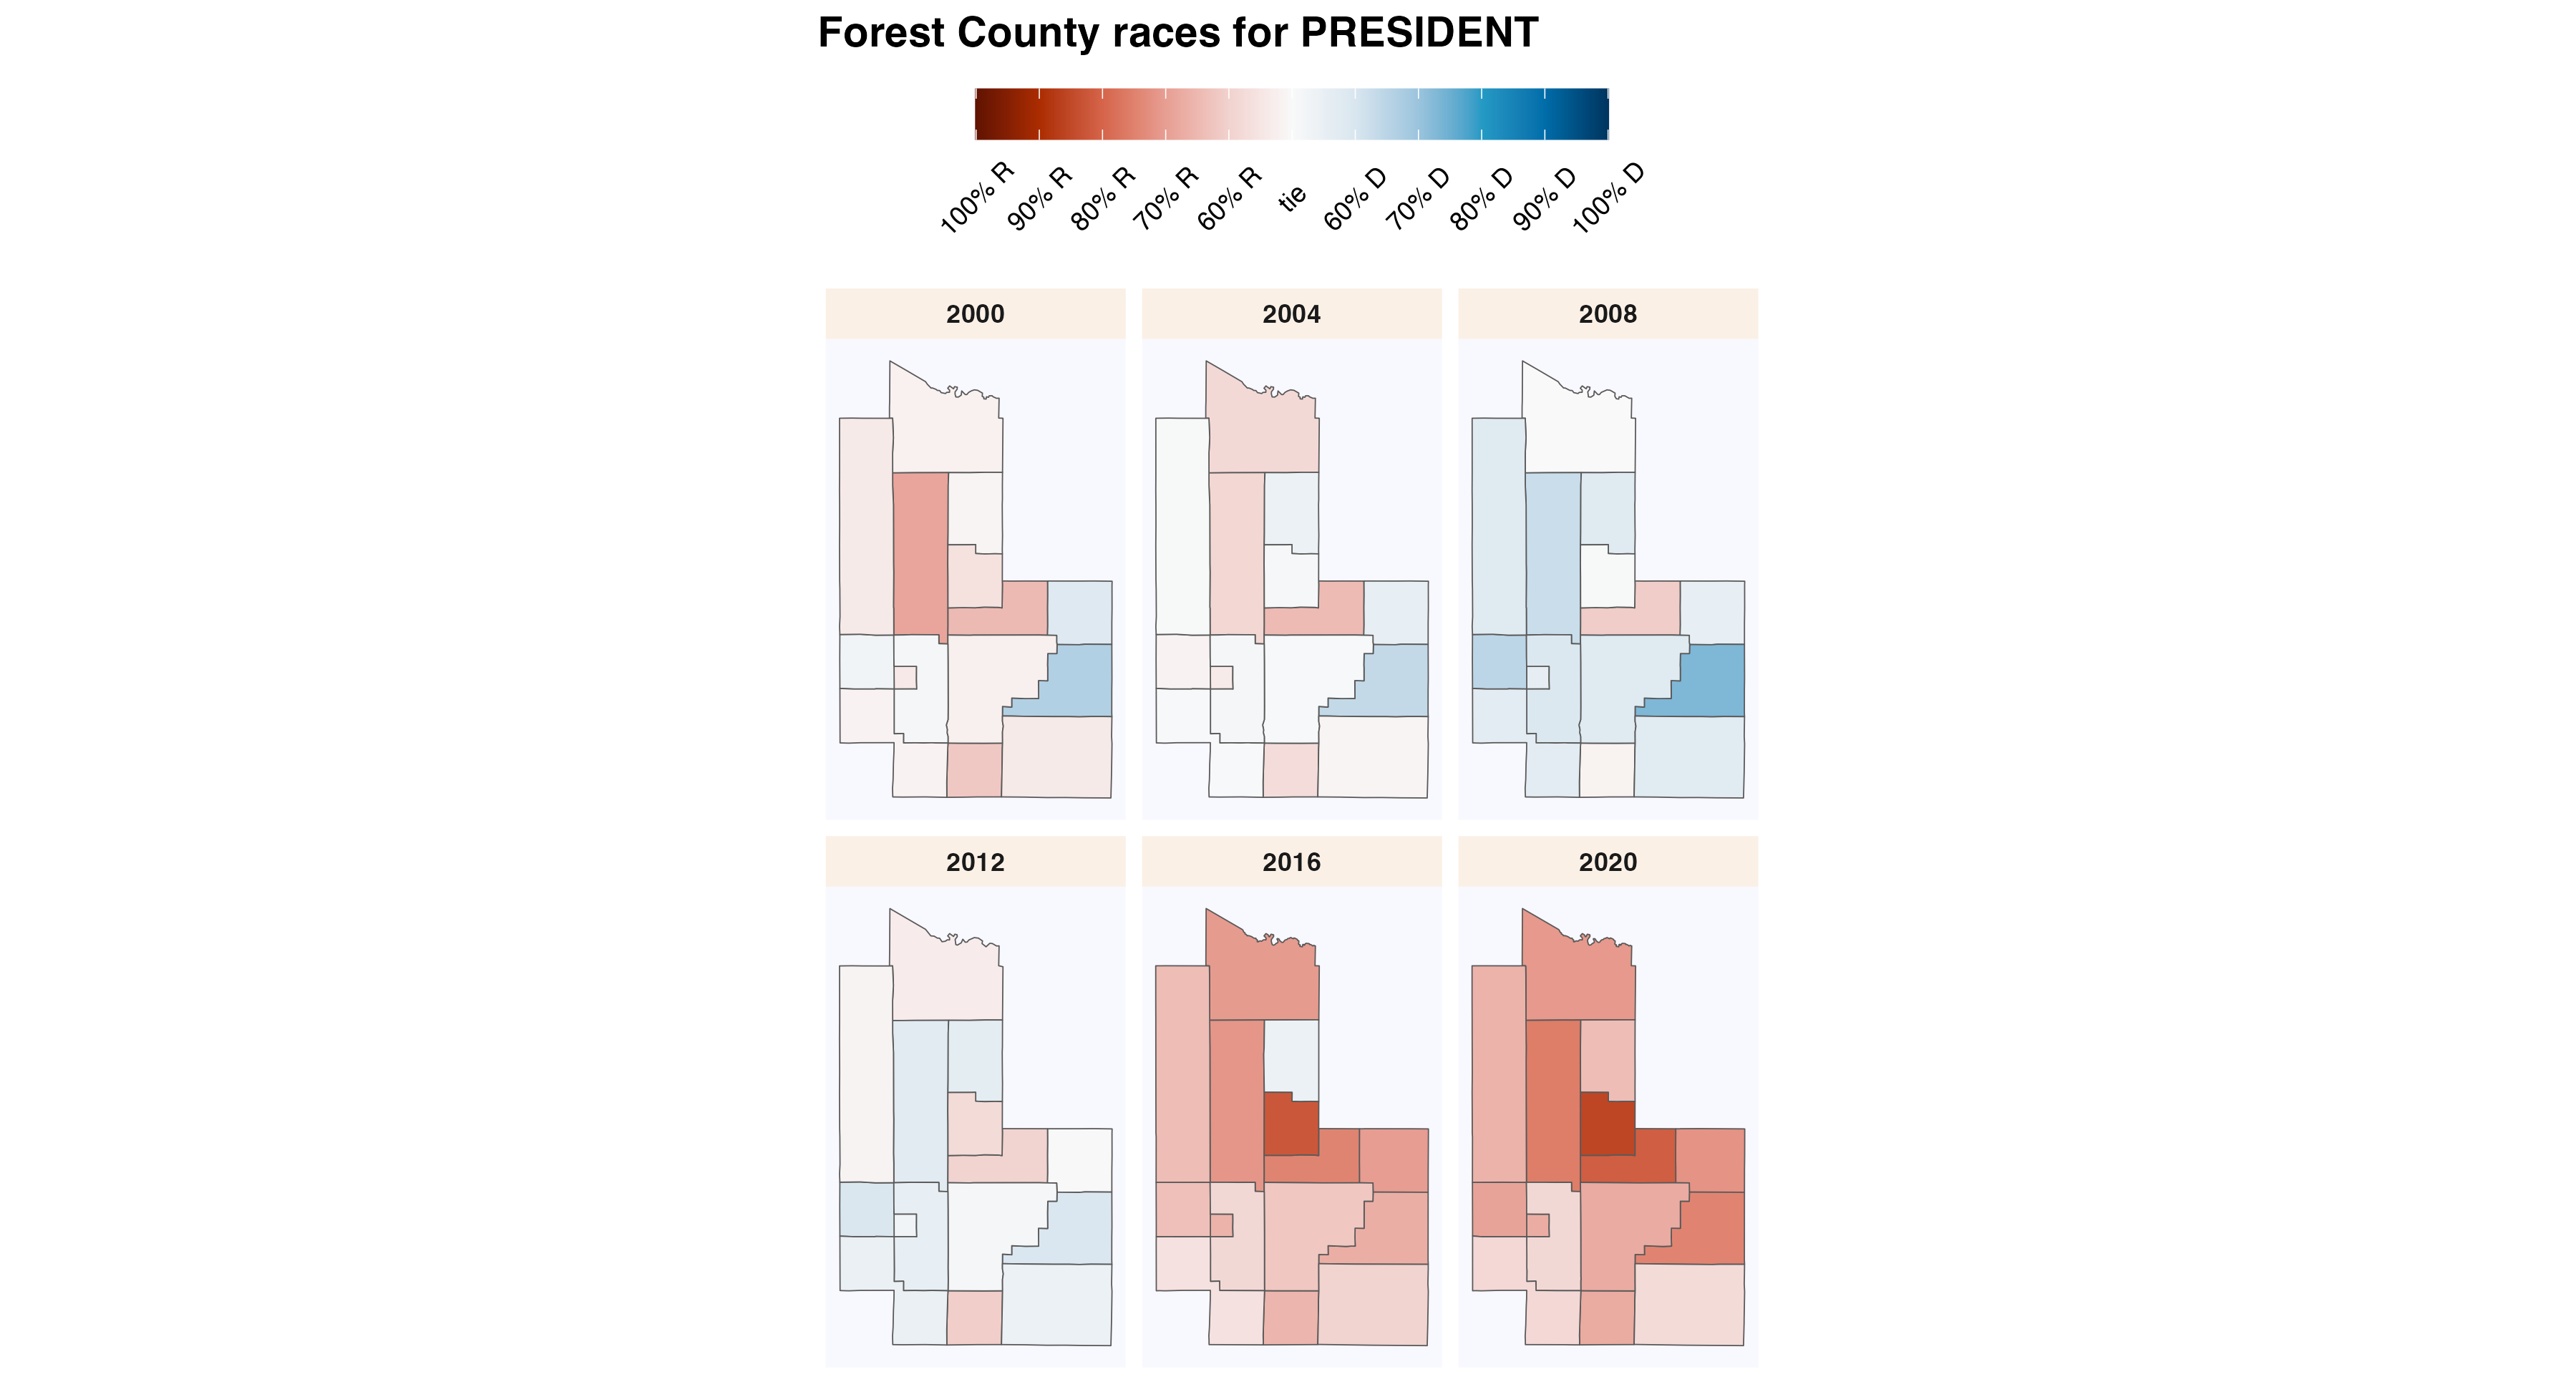 Forest County races for PRESIDENT
100% R
90% R
80% R
70% R
60% R
tie
60% D
70% D
80% D
90% D
100% D
2000
2004
2008
2012
2016
2020